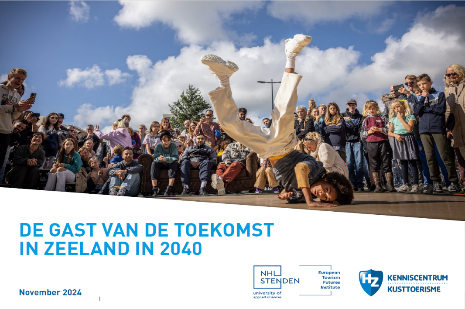 DE GAST VAN DE TOEKOMST
IN ZEELAND IN 2040
November 2024
NHL
STENDEN
university of
applied sciences
European
Tourism
Futures
Institute
HZ
KENNISCENTRUM
KUSTTOERISME